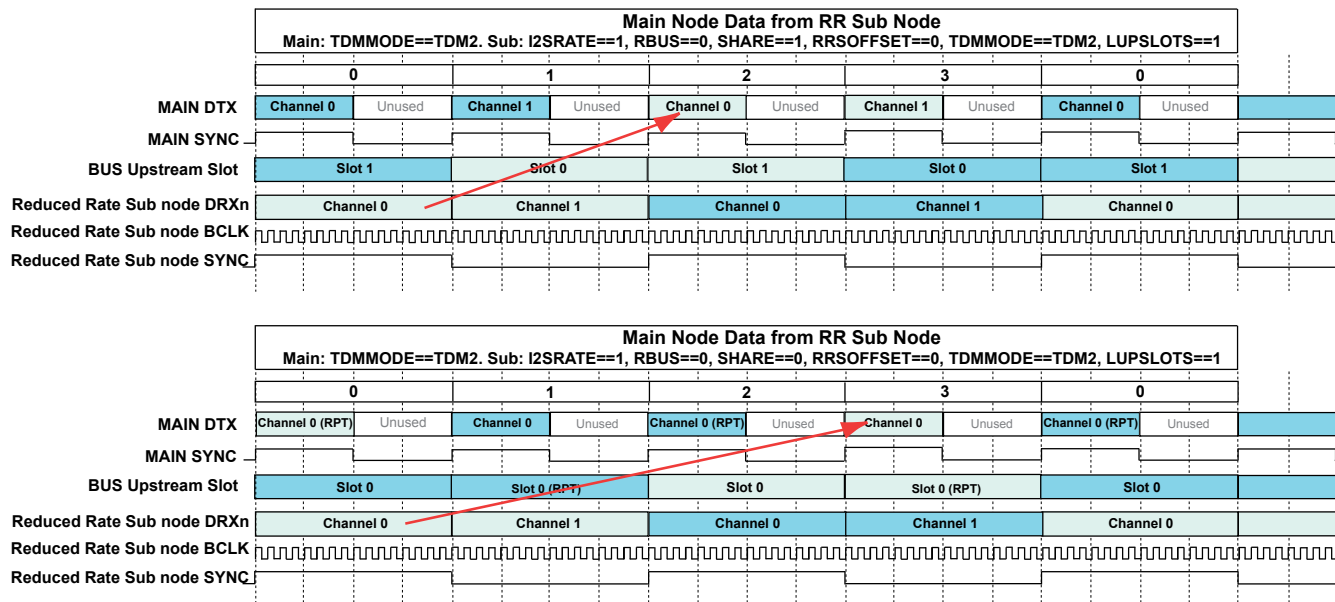 Main Node Data from RR Sub Node
Main: TDMMODE==TDM2. Sub: I2SRATE==1, RBUS==0, SHARE==1, RRSOFFSET==0, TDMMODE==TDM2, LUPSLOTS==1
0 1 2 3 0
MAIN DTX Channel 0 Unused Channel 1 Unused Channel 0 Unused Channel 1 Unused Channel 0 Unused
MAIN SYNC
BUS Upstream Slot Slot 1 Slot 0 Slot 1 Slot 0 Slot 1
Reduced Rate Sub node DRXn Channel 0 Channel 1 Channel 0 Channel 1 Channel 0
Reduced Rate Sub node BCLK
Reduced Rate Sub node SYNC
Main Node Data from RR Sub Node
Main: TDMMODE==TDM2. Sub: I2SRATE==1, RBUS==0, SHARE==0, RRSOFFSET==0, TDMMODE==TDM2, LUPSLOTS==1
0 1 2 3 0
MAIN DTX Channel 0 (RPT) Unused Channel 0 Unused Channel 0 (RPT) Unused Channel 0 Unused Channel 0 (RPT) Unused
MAIN SYNC
BUS Upstream Slot Slot 0 Slot 0 (RPT) Slot 0 Slot 0 (RPT) Slot 0
Reduced Rate Sub node DRXn Channel 0 Channel 1 Channel 0 Channel 1 Channel 0
Reduced Rate Sub node BCLK
Reduced Rate Sub node SYNC